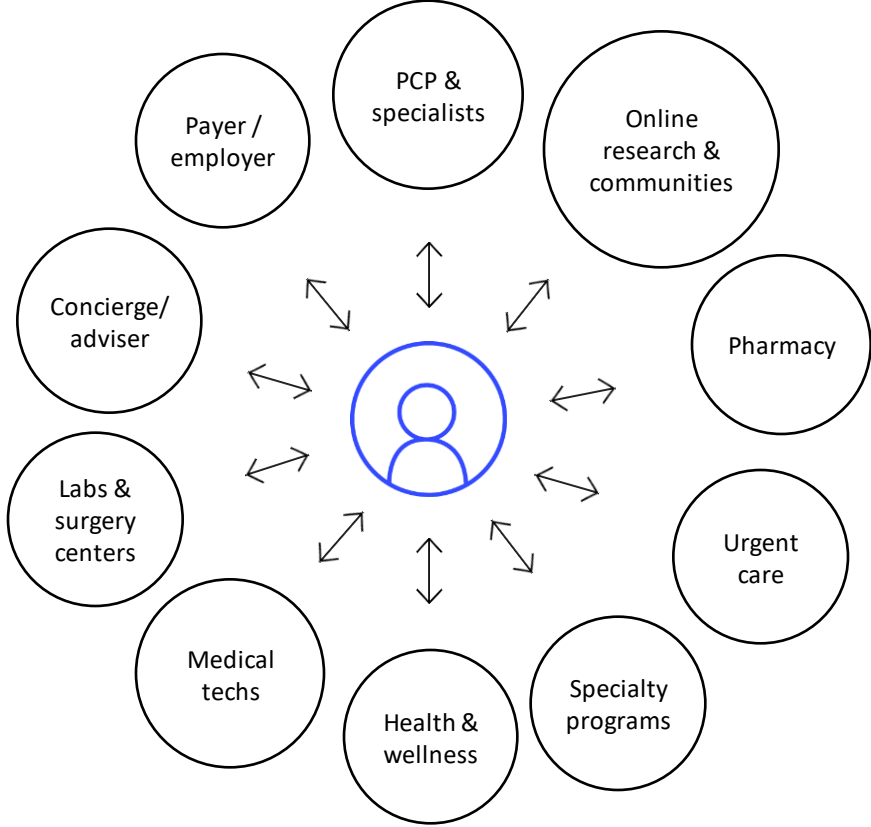 PCP &
specialists
Online
research &
communities
Pharmacy
Urgent
care
Specialty
programs
Health &
wellness
Medical
techs
Labs &
surgery
centers
Concierge/
adviser
Payer /
employer